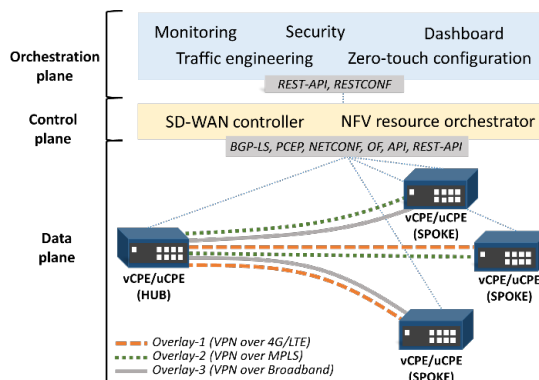 Orchestration
plane
Monitoring
Security
Dashboard
Traffic engineering
Zero-touch configuration
REST-API, RESTCONF
Control
plane
SD-WAN controller
NFV resource orchestrator
BGP-LS, PCEP, NETCONF, OF, API, REST-API
Data
plane
vCPE/uCPE
(SPOKE)
vCPE/uCPE
(HUB)
vCPE/uCPE
(SPOKE)
vCPE/uCPE
(SPOKE)
Overlay-1 (VPN over 4G/LTE)
Overlay-2 (VPN over MPLS)
Overlay-3 (VPN over Broadband)